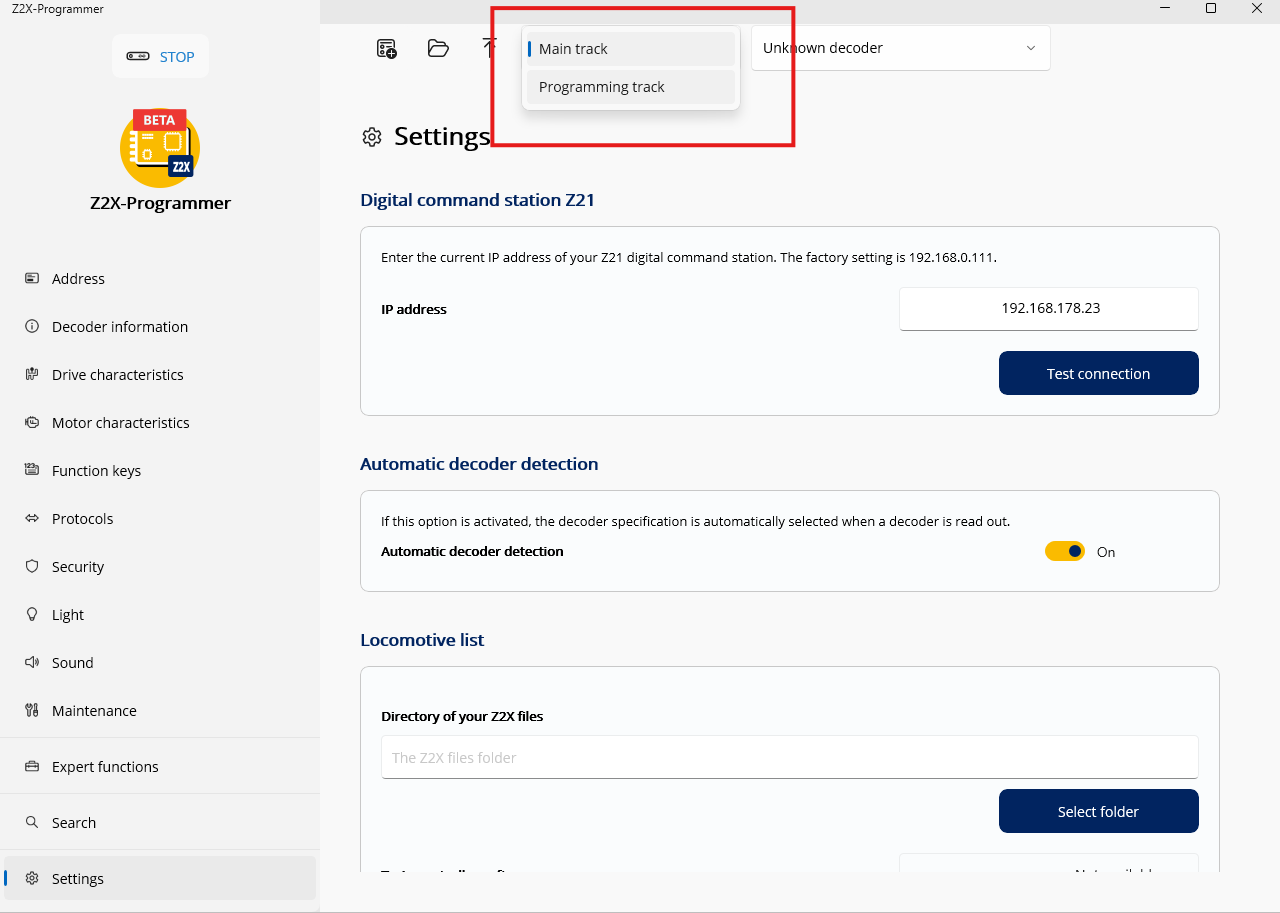 Z2X-Programmer
STOP
BETA
Z2X
Z2X-Programmer
Address
Decoder information
Drive characteristics
Motor characteristics
Function keys
Protocols
Security
Light
Sound
Maintenance
Expert functions
Search
Settings
Main track
Programming track
Unknown decoder
Settings
Digital command station Z21
Enter the current IP address of your Z21 digital command station. The factory setting is 192.168.0.111.
IP address
192.168.178.23
Test connection
Automatic decoder detection
If this option is activated, the decoder specification is automatically selected when a decoder is read out.
Automatic decoder detection
On
Locomotive list
Directory of your Z2X files
The Z2X files folder
Select folder